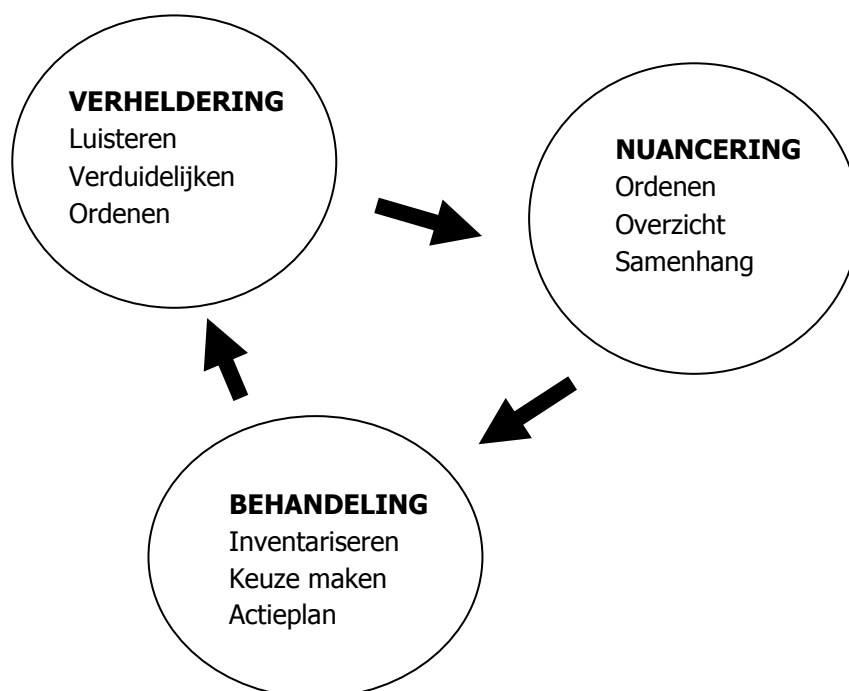 VERHELDERING
Luisteren
Verduidelijken
Ordenen
NUANCERING
Ordenen
Overzicht
Samenhang
BEHANDELING
Inventariseren
Keuze maken
Actieplan